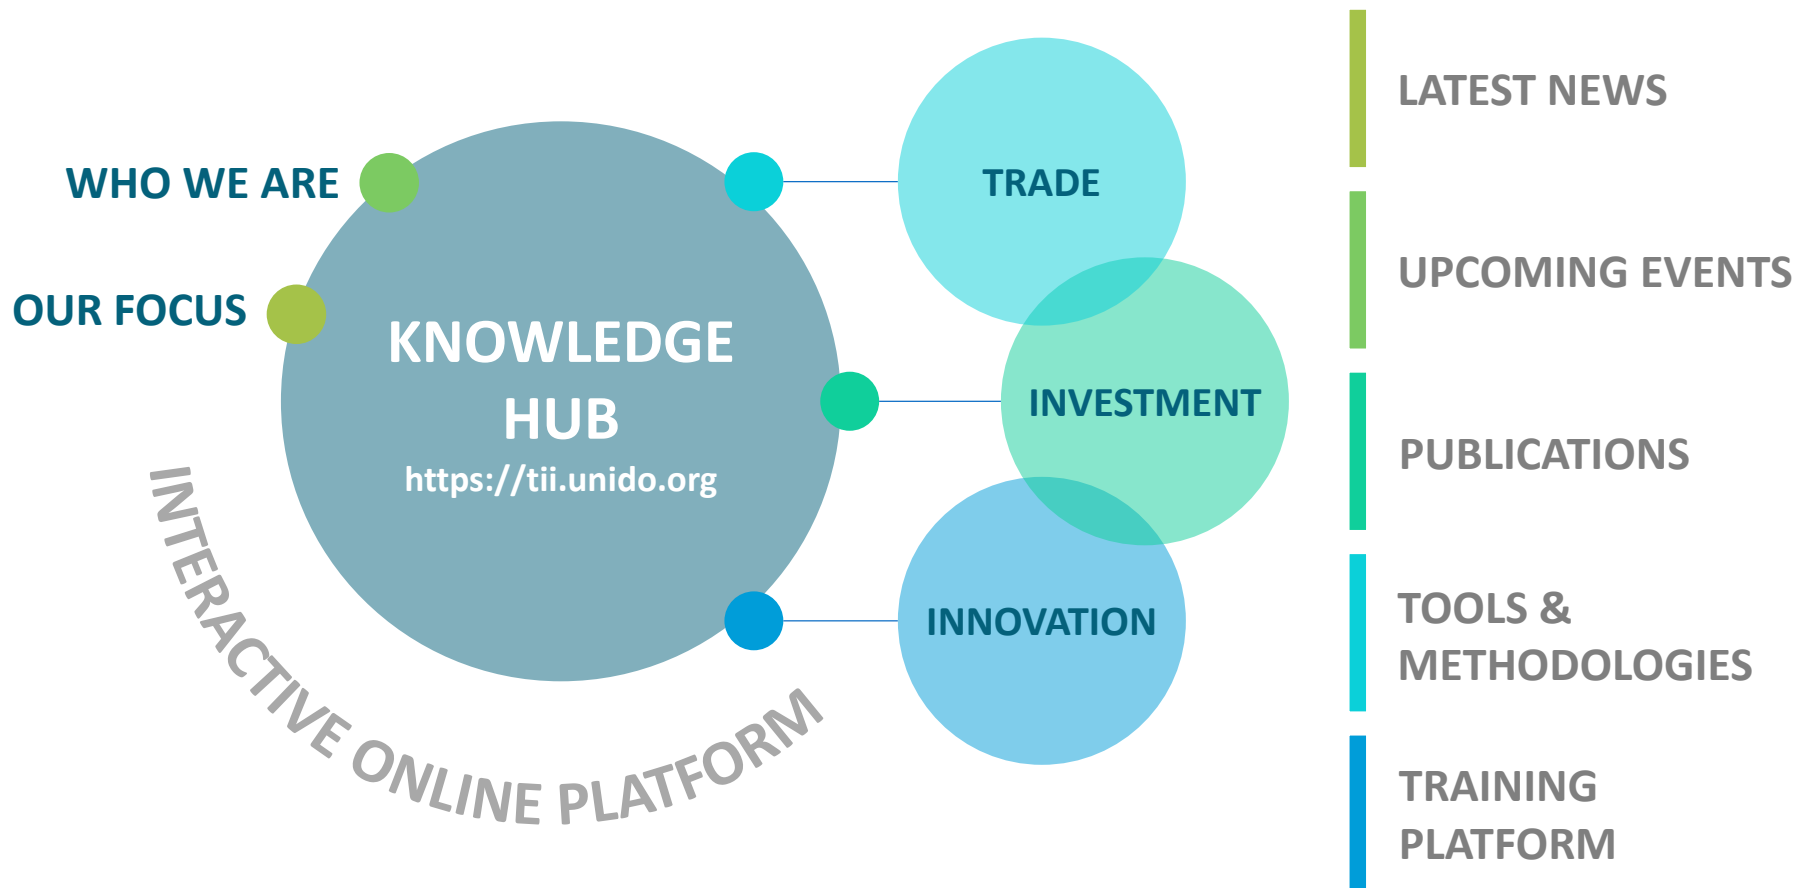 WHO WE ARE
OUR FOCUS
KNOWLEDGE
HUB
https://tii.unido.org
INTERACTIVE ONLINE PLATFORM
TRADE
INVESTMENT
INNOVATION
LATEST NEWS
UPCOMING EVENTS
PUBLICATIONS
TOOLS &
METHODOLOGIES
TRAINING
PLATFORM